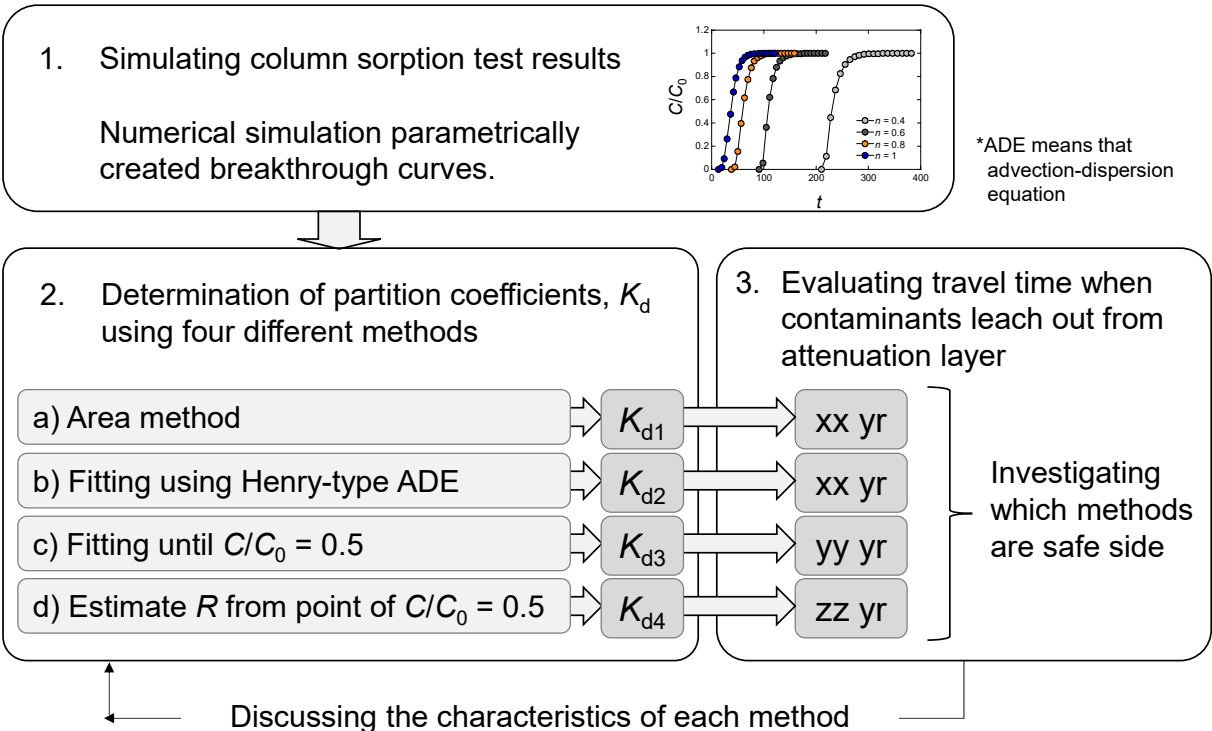 1. Simulating column sorption test results
Numerical simulation parametrically
created breakthrough curves.
C/C0
1.2
1
0.8
0.6
0.4
0.2
0
0 100 200 300 400
t
n = 0.4
n = 0.6
n = 0.8
n = 1
*ADE means that
advection-dispersion
equation
2. Determination of partition coefficients, Kd
using four different methods
a) Area method
Kd1
b) Fitting using Henry-type ADE
Kd2
c) Fitting until C/C0 = 0.5
Kd3
d) Estimate R from point of C/C0 = 0.5
Kd4
3. Evaluating travel time when
contaminants leach out from
attenuation layer
xx yr
xx yr
yy yr
zz yr
Investigating
which methods
are safe side
Discussing the characteristics of each method